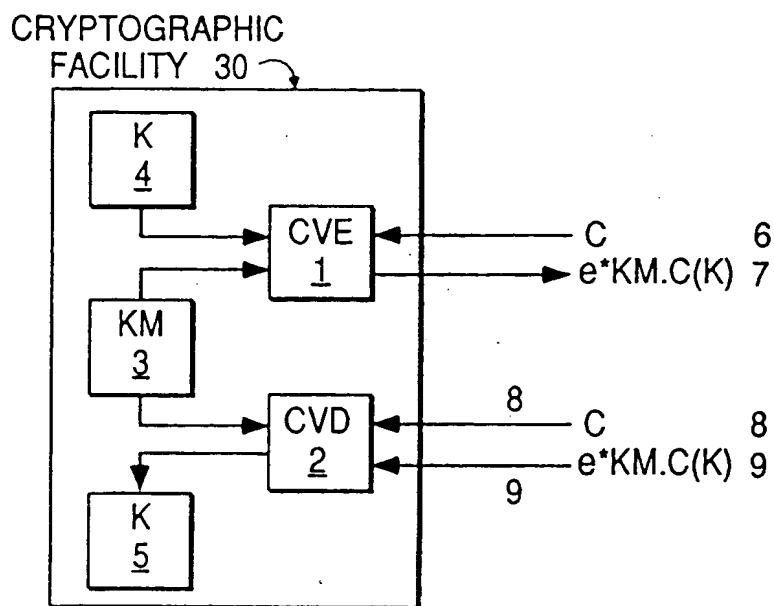 CRYPTOGRAPHIC
FACILITY 30
K
4
CVE
1
C 6
e*KM.C(K) 7
KM
3
CVD
2
8
C 8
e*KM.C(K) 9
9
K
5